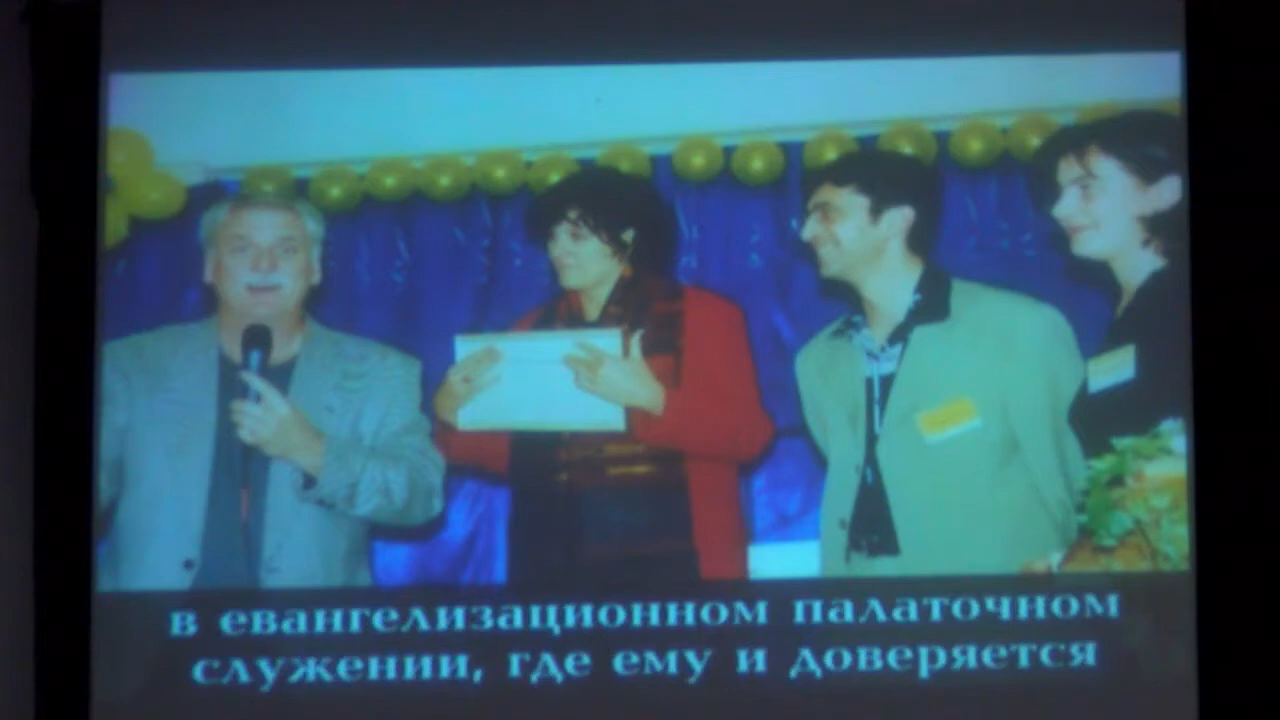 в евангелизационном палаточном
служении, где ему и доверяется